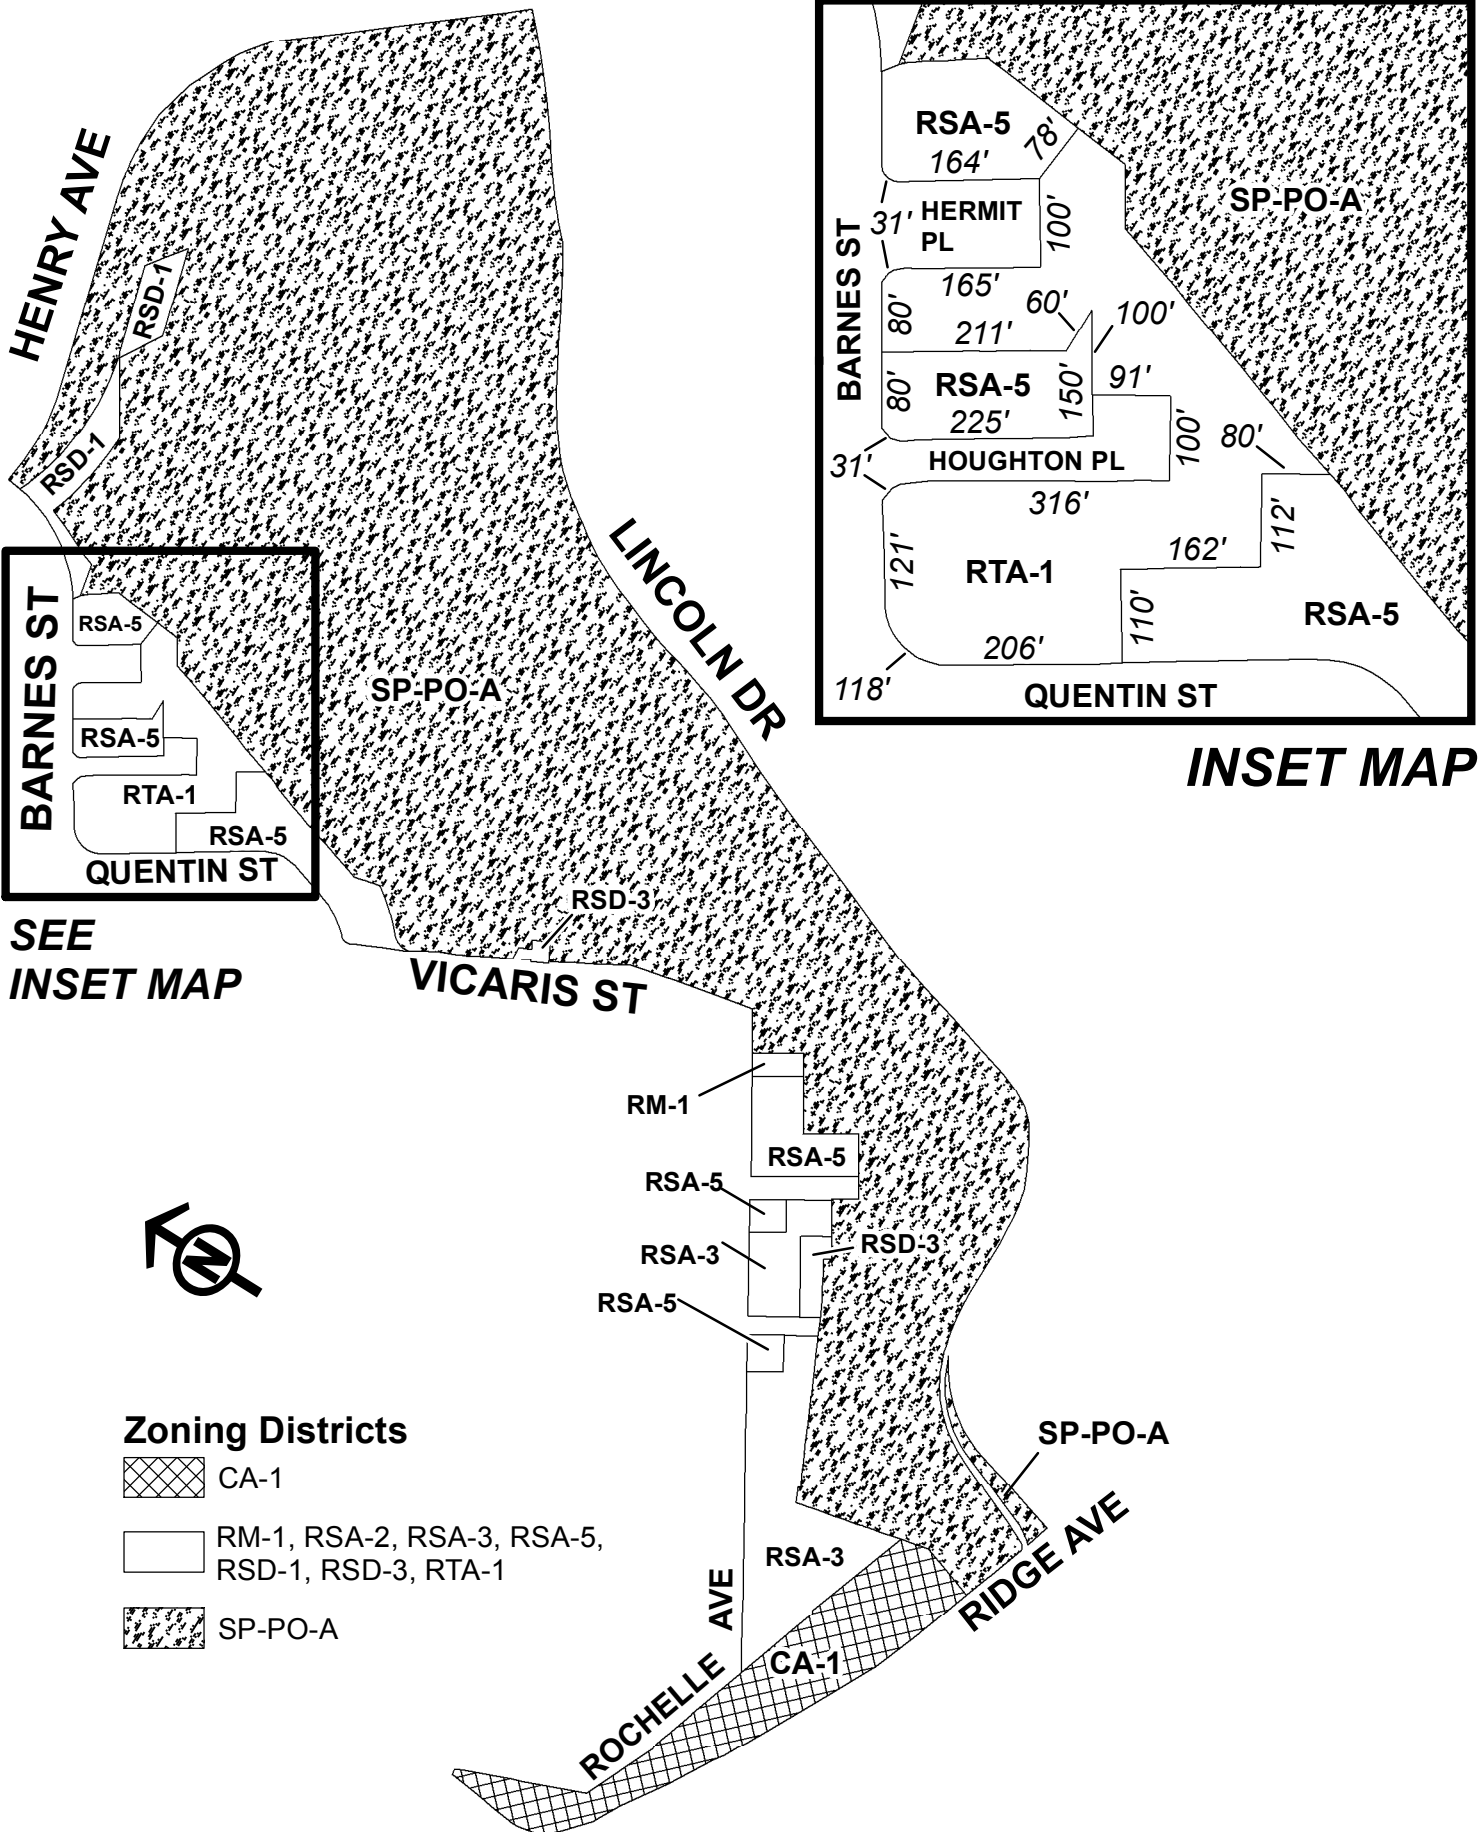 HENRY AVE
RSD-1
RSD-1
BARNES ST
RSA-5
RSA-5
RTA-1
RSA-5
QUENTIN ST
SEE
INSET MAP
SP-PO-A
LINCOLN DR
RSD-3
VICARIS ST
RM-1
RSA-5
RSA-5
RSA-3
RSD-3
RSA-5
SP-PO-A
RSA-3
RIDGE AVE
CA-1
ROCHELLE
AVE
N
Zoning Districts
CA-1
RM-1, RSA-2, RSA-3, RSA-5,
RSD-1, RSD-3, RTA-1
SP-PO-A
RSA-5
78'
164'
SP-PO-A
BARNES ST
31'
HERMIT
PL
100'
165'
80'
60'
100'
211'
80'
RSA-5
150'
91'
225'
31'
HOUGHTON PL
100'
80'
316'
121'
RTA-1
162'
112'
110'
RSA-5
206'
118'
QUENTIN ST
INSET MAP